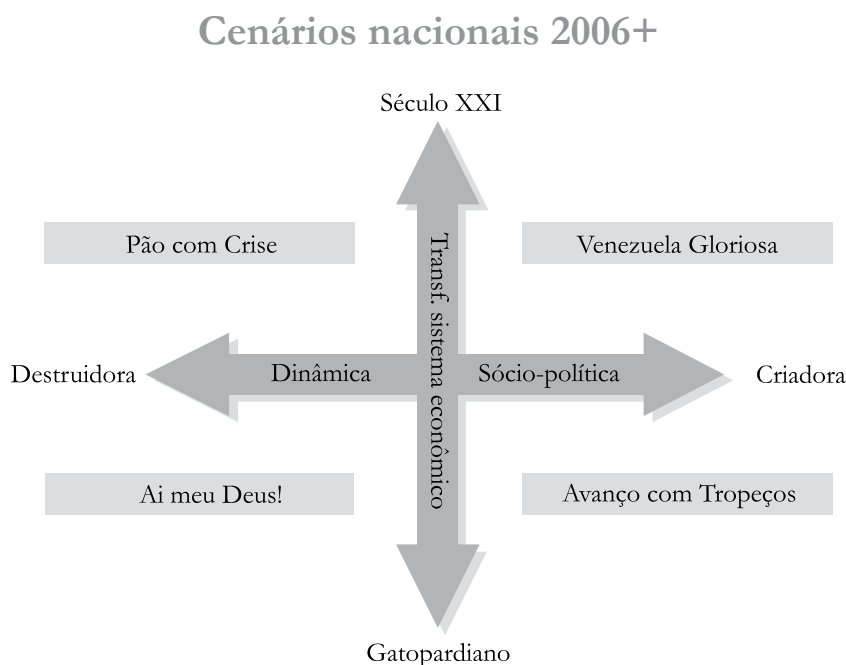 Cenários nacionais 2006+
Século XXI
Pão com Crise
Venezuela Gloriosa
Transf. sistema econômico
Destruidora
Dinâmica
Sócio-política
Criadora
Ai meu Deus!
Avanço com Tropeços
Gatopardiano